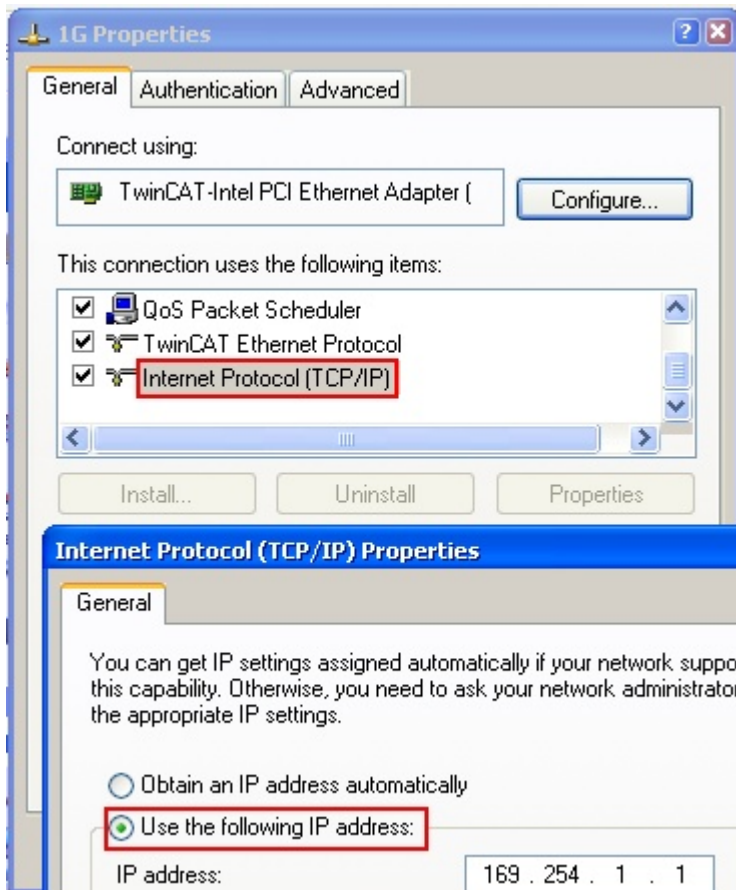 1G Properties
General Authentication Advanced
Connect using:
TwinCAT-Intel PCI Ethernet Adapter (
Configure...
This connection uses the following items:
QoS Packet Scheduler
TwinCAT Ethernet Protocol
Internet Protocol (TCP/IP)
Install... Uninstall Properties
Internet Protocol (TCP/IP) Properties
General
You can get IP settings assigned automatically if your network suppo
this capability. Otherwise, you need to ask your network administrator
the appropriate IP settings.
Obtain an IP address automatically
Use the following IP address:
IP address: 169 . 254 . 1 . 1